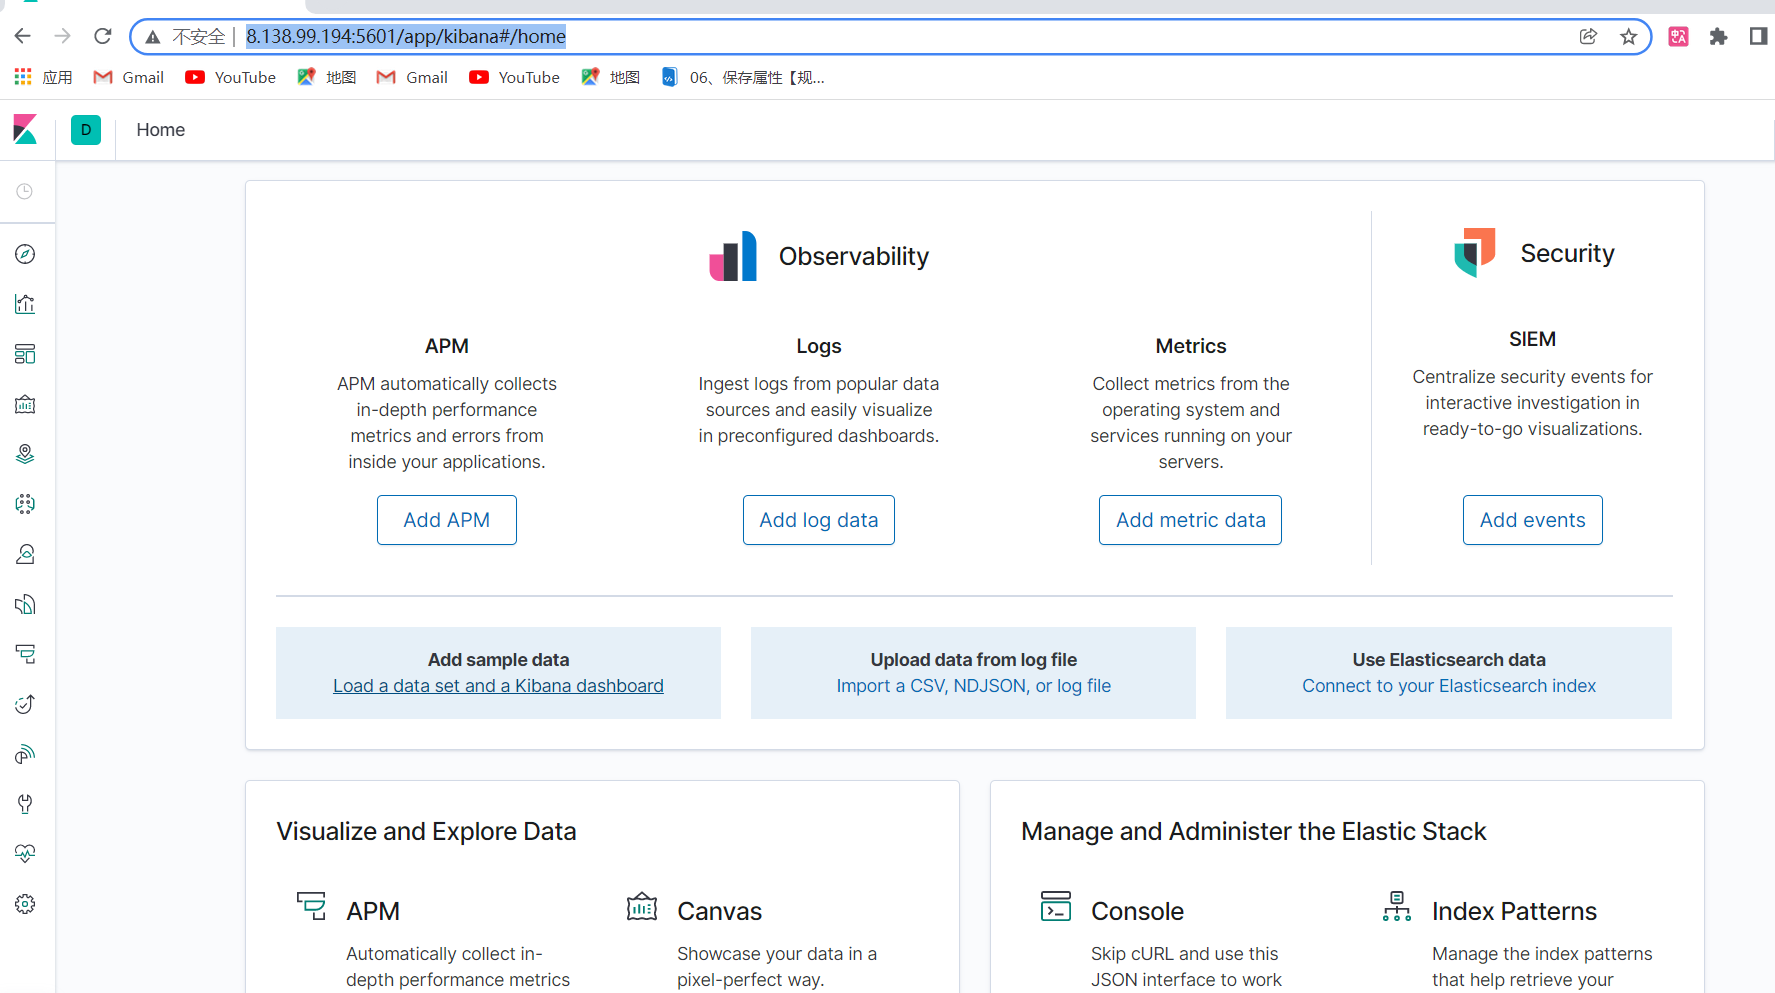 不安全 8.138.99.194:5601/app/kibana#/home
应用 Gmail YouTube 地图 Gmail YouTube 地图 06、保存属性【规...
D Home
Observability
Security
APM
APM automatically collects
in-depth performance
metrics and errors from
inside your applications.
Add APM
Logs
Ingest logs from popular data
sources and easily visualize
in preconfigured dashboards.
Add log data
Metrics
Collect metrics from the
operating system and
services running on your
servers.
Add metric data
SIEM
Centralize security events for
interactive investigation in
ready-to-go visualizations.
Add events
Add sample data
Load a data set and a Kibana dashboard
Upload data from log file
Import a CSV, NDJSON, or log file
Use Elasticsearch data
Connect to your Elasticsearch index
Visualize and Explore Data
APM
Automatically collect in-
depth performance metrics
Canvas
Showcase your data in a
pixel-perfect way.
Manage and Administer the Elastic Stack
Console
Skip cURL and use this
JSON interface to work
Index Patterns
Manage the index patterns
that help retrieve your